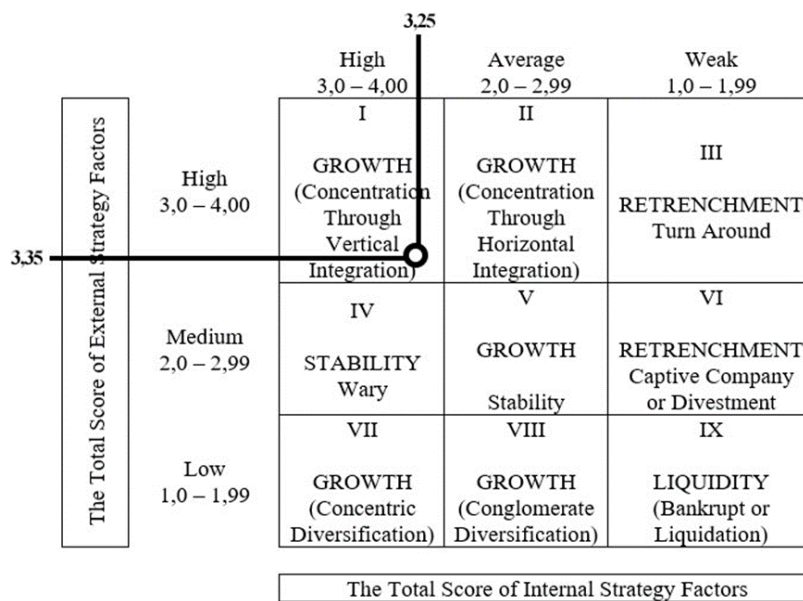 3,25
High
3,0 – 4,00
Average
2,0 – 2,99
Weak
1,0 – 1,99
The Total Score of External Strategy Factors
High
3,0 – 4,00
3,35
Medium
2,0 – 2,99
Low
1,0 – 1,99
I
GROWTH
(Concentration
Through
Vertical
Integration)
II
GROWTH
(Concentration
Through
Horizontal
Integration)
III
RETRENCHMENT
Turn Around
IV
STABILITY
Wary
V
GROWTH
Stability
VI
RETRENCHMENT
Captive Company
or Divestment
VII
GROWTH
(Concentric
Diversification)
VIII
GROWTH
(Conglomerate
Diversification)
IX
LIQUIDITY
(Bankrupt or
Liquidation)
The Total Score of Internal Strategy Factors